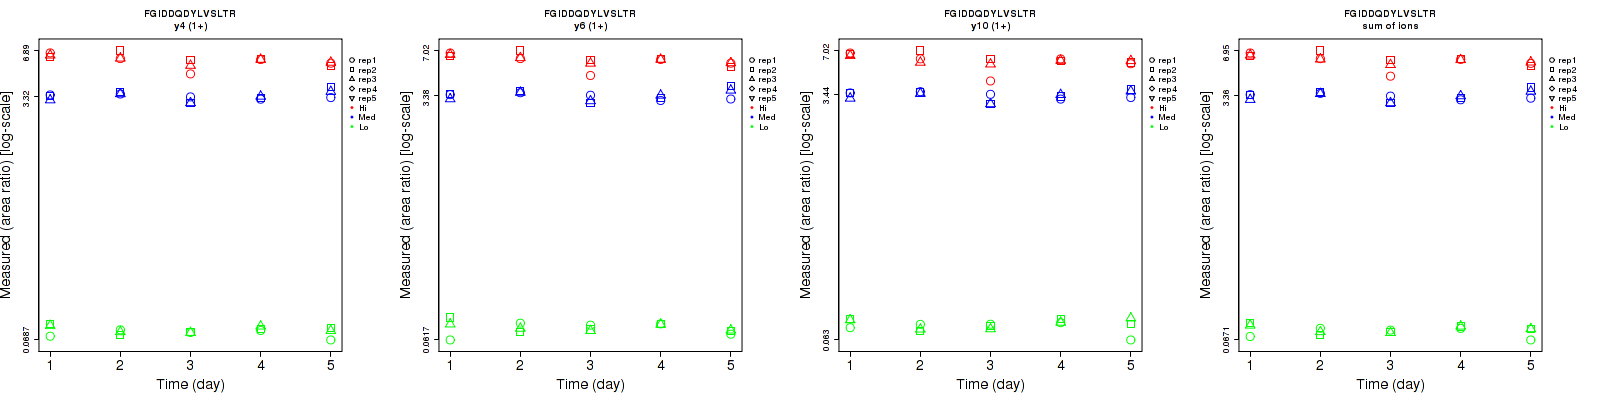 FGIDDQDYLVSLTR
y4 (1+)
Measured (area ratio) [log-scale]
6.89
3.32
0.0687
1 2 3 4 5
Time (day)
rep1
rep2
rep3
rep4
rep5
Hi
Med
Lo
FGIDDQDYLVSLTR
y6 (1+)
Measured (area ratio) [log-scale]
7.02
3.38
0.0617
1 2 3 4 5
Time (day)
rep1
rep2
rep3
rep4
rep5
Hi
Med
Lo
FGIDDQDYLVSLTR
y10 (1+)
Measured (area ratio) [log-scale]
7.02
3.44
0.063
1 2 3 4 5
Time (day)
rep1
rep2
rep3
rep4
rep5
Hi
Med
Lo
FGIDDQDYLVSLTR
sum of ions
Measured (area ratio) [log-scale]
6.95
3.36
0.0671
1 2 3 4 5
Time (day)
rep1
rep2
rep3
rep4
rep5
Hi
Med
Lo